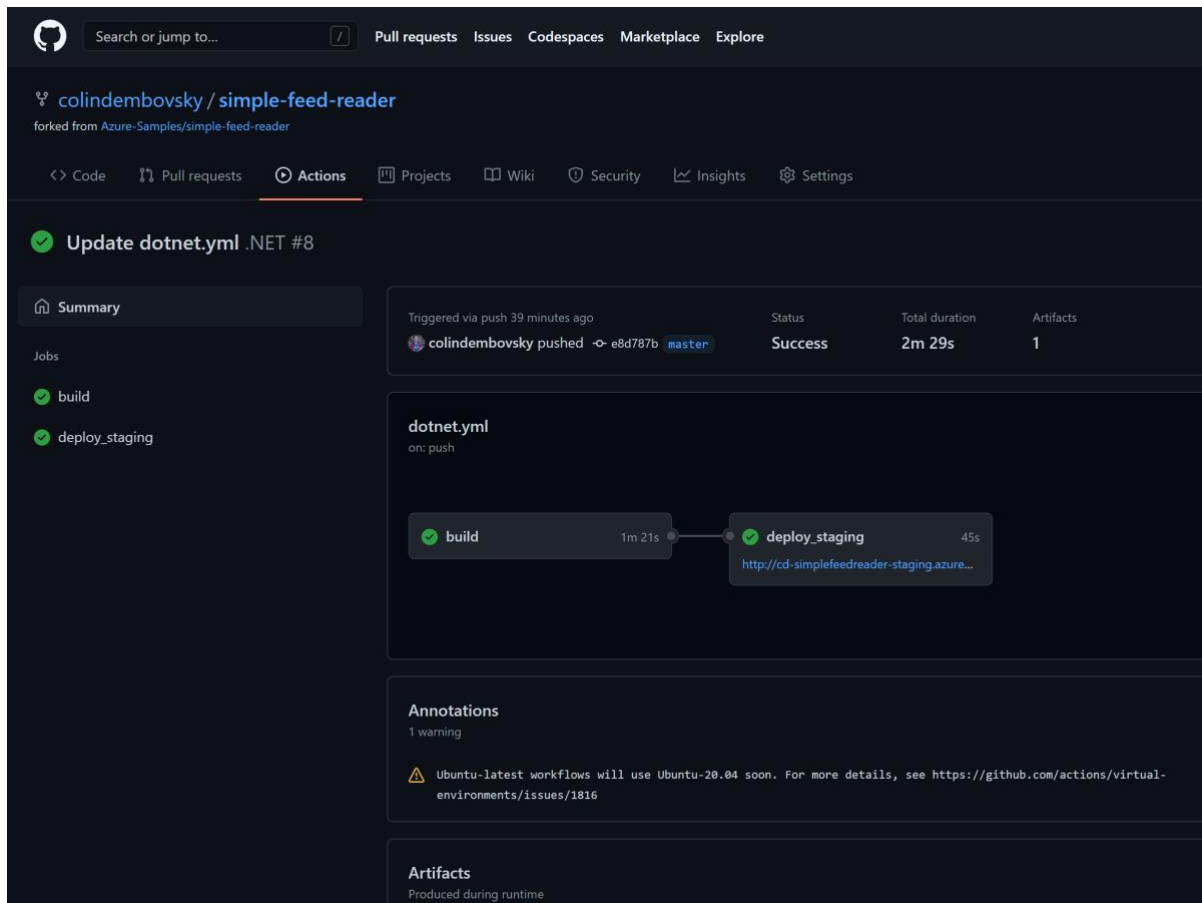 Search or jump to... /
Pull requests Issues Codespaces Marketplace Explore
colindembovsky / simple-feed-reader
forked from Azure-Samples/simple-feed-reader
<> Code Pull requests Actions Projects Wiki Security Insights Settings
Update dotnet.yml .NET #8
Summary
Jobs
build
deploy_staging
Triggered via push 39 minutes ago
colindembovsky pushed e8d787b master
Status
Success
Total duration
2m 29s
Artifacts
1
dotnet.yml
on: push
build 1m 21s
deploy_staging 45s
http://cd-simplefeedreader-staging.azure...
Annotations
1 warning
Ubuntu-latest workflows will use Ubuntu-20.04 soon. For more details, see https://github.com/actions/virtual-
environments/issues/1816
Artifacts
Produced during runtime